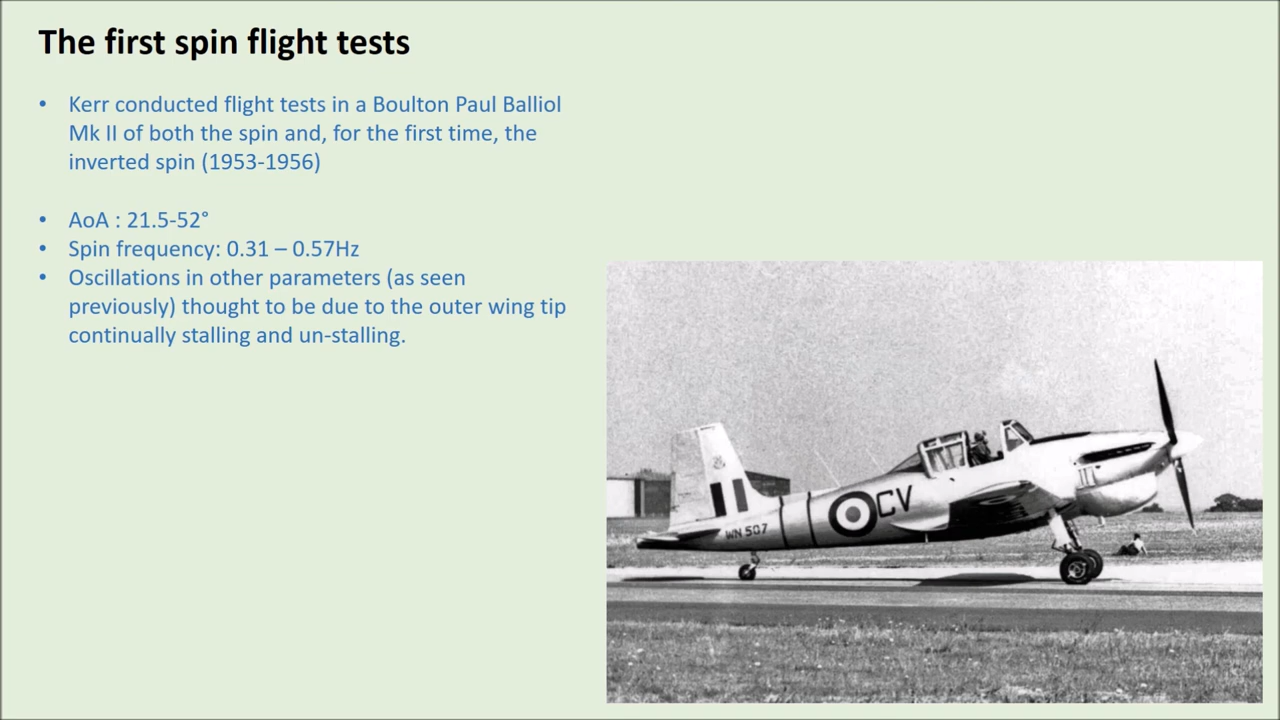 The first spin flight tests
• Kerr conducted flight tests in a Boulton Paul Balliol
Mk II of both the spin and, for the first time, the
inverted spin (1953-1956)
• AoA : 21.5-52°
• Spin frequency: 0.31 – 0.57Hz
• Oscillations in other parameters (as seen
previously) thought to be due to the outer wing tip
continually stalling and un-stalling.
CV
WN 507